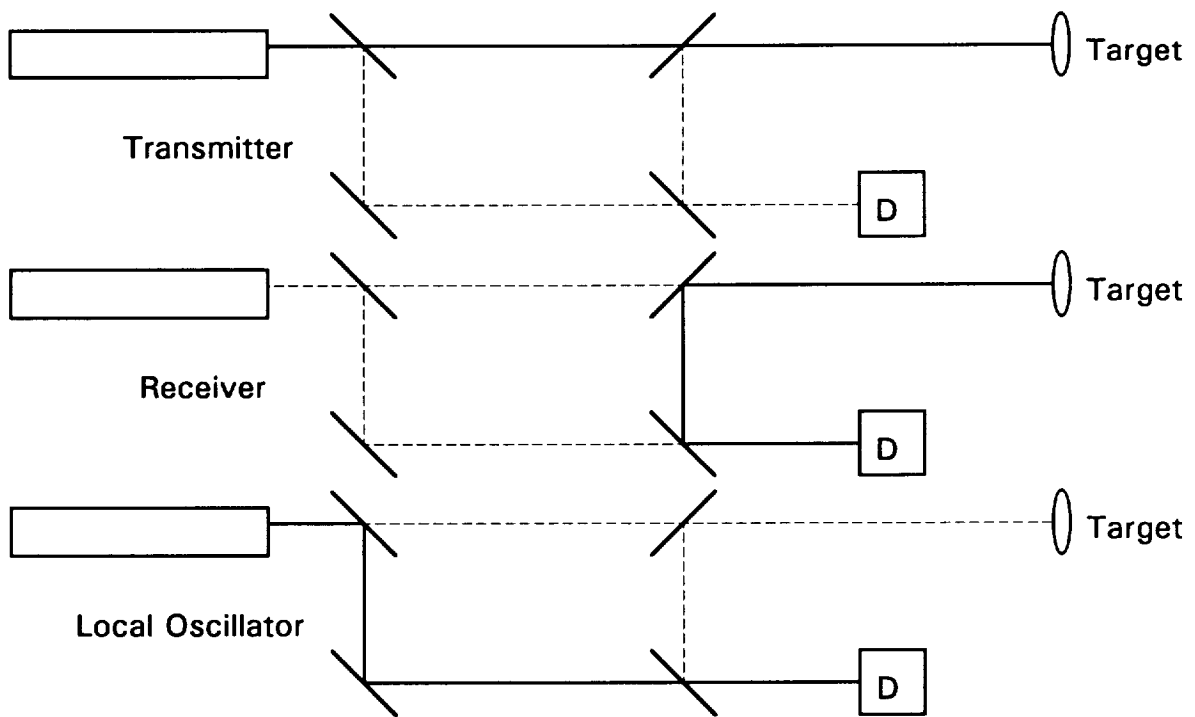 Target
Transmitter
D
Target
Receiver
D
Target
Local Oscillator
D